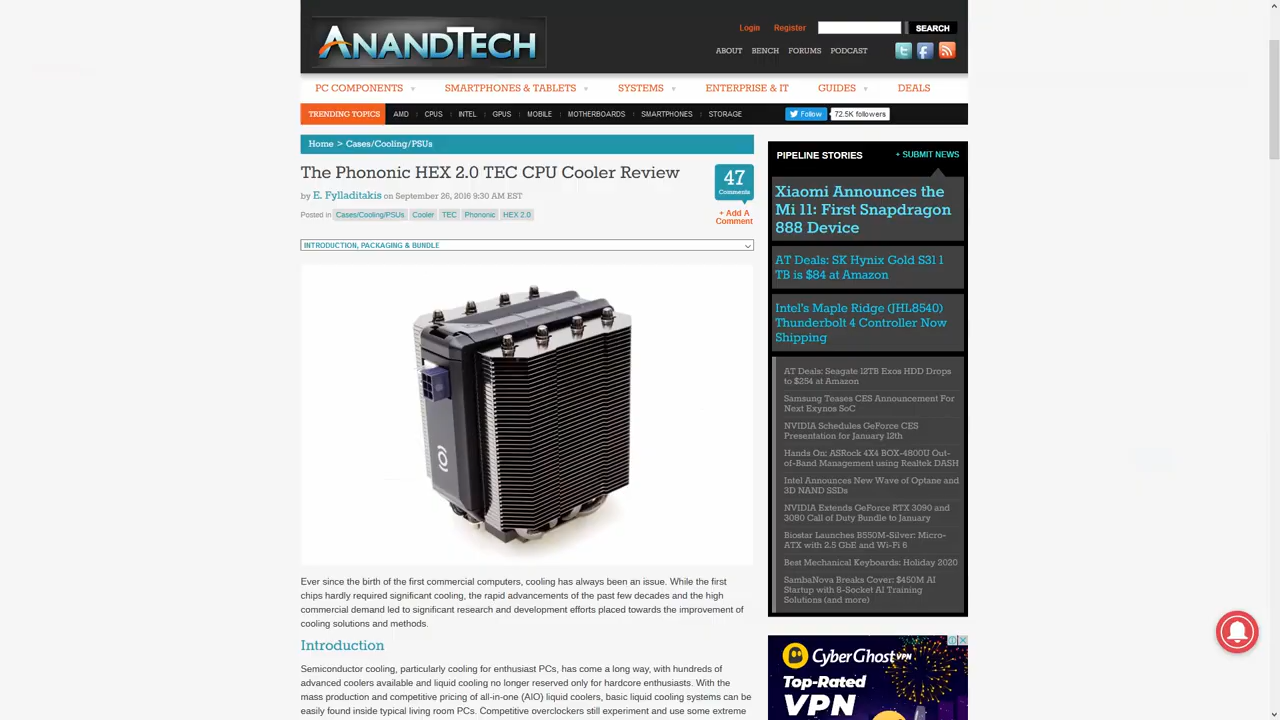 ANANDTECH
Login Register SEARCH
ABOUT BENCH FORUMS PODCAST
PC COMPONENTS SMARTPHONES & TABLETS SYSTEMS ENTERPRISE & IT GUIDES DEALS
TRENDING TOPICS AMD CPUS INTEL GPUS MOBILE MOTHERBOARDS SMARTPHONES STORAGE Follow 72.5K followers
Home > Cases/Cooling/PSUs
The Phononic HEX 2.0 TEC CPU Cooler Review
by E. Fylladitakis on September 26, 2016 9:30 AM EST
47
Comments
+ Add A
Comment
Posted in Cases/Cooling/PSUs Cooler TEC Phononic HEX 2.0
INTRODUCTION, PACKAGING & BUNDLE
Ever since the birth of the first commercial computers, cooling has always been an issue. While the first
chips hardly required significant cooling, the rapid advancements of the past few decades and the high
commercial demand led to significant research and development efforts placed towards the improvement of
cooling solutions and methods.
Introduction
Semiconductor cooling, particularly cooling for enthusiast PCs, has come a long way, with hundreds of
advanced coolers available and liquid cooling no longer reserved only for hardcore enthusiasts. With the
mass production and competitive pricing of all-in-one (AIO) liquid coolers, basic liquid cooling systems can be
easily found inside typical living room PCs. Competitive overclockers still experiment and use some extreme
PIPELINE STORIES + SUBMIT NEWS
Xiaomi Announces the
Mi 11: First Snapdragon
888 Device
AT Deals: SK Hynix Gold S31 1
TB is $84 at Amazon
Intel's Maple Ridge (JHL8540)
Thunderbolt 4 Controller Now
Shipping
AT Deals: Seagate 12TB Exos HDD Drops
to $254 at Amazon
Samsung Teases CES Announcement For
Next Exynos SoC
NVIDIA Schedules GeForce CES
Presentation for January 12th
Hands On: ASRock 4X4 BOX-4800U Out-
of-Band Management using Realtek DASH
Intel Announces New Wave of Optane and
3D NAND SSDs
NVIDIA Extends GeForce RTX 3090 and
3080 Call of Duty Bundle to January
Biostar Launches B550M-Silver: Micro-
ATX with 2.5 GbE and Wi-Fi 6
Best Mechanical Keyboards: Holiday 2020
SambaNova Breaks Cover: $450M AI
Startup with 8-Socket AI Training
Solutions (and more)
CyberGhost VPN
Top-Rated
VPN